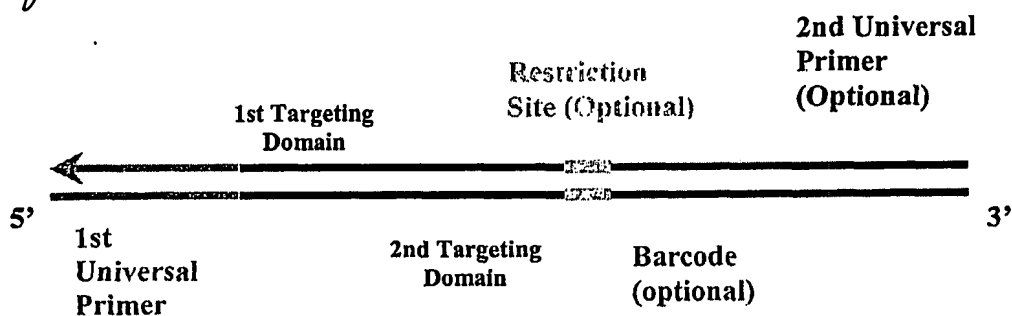 2nd Universal
Primer
(Optional)
Restriction
Site (Optional)
1st Targeting
Domain
5’
3’
1st
Universal
Primer
2nd Targeting
Domain
Barcode
(optional)